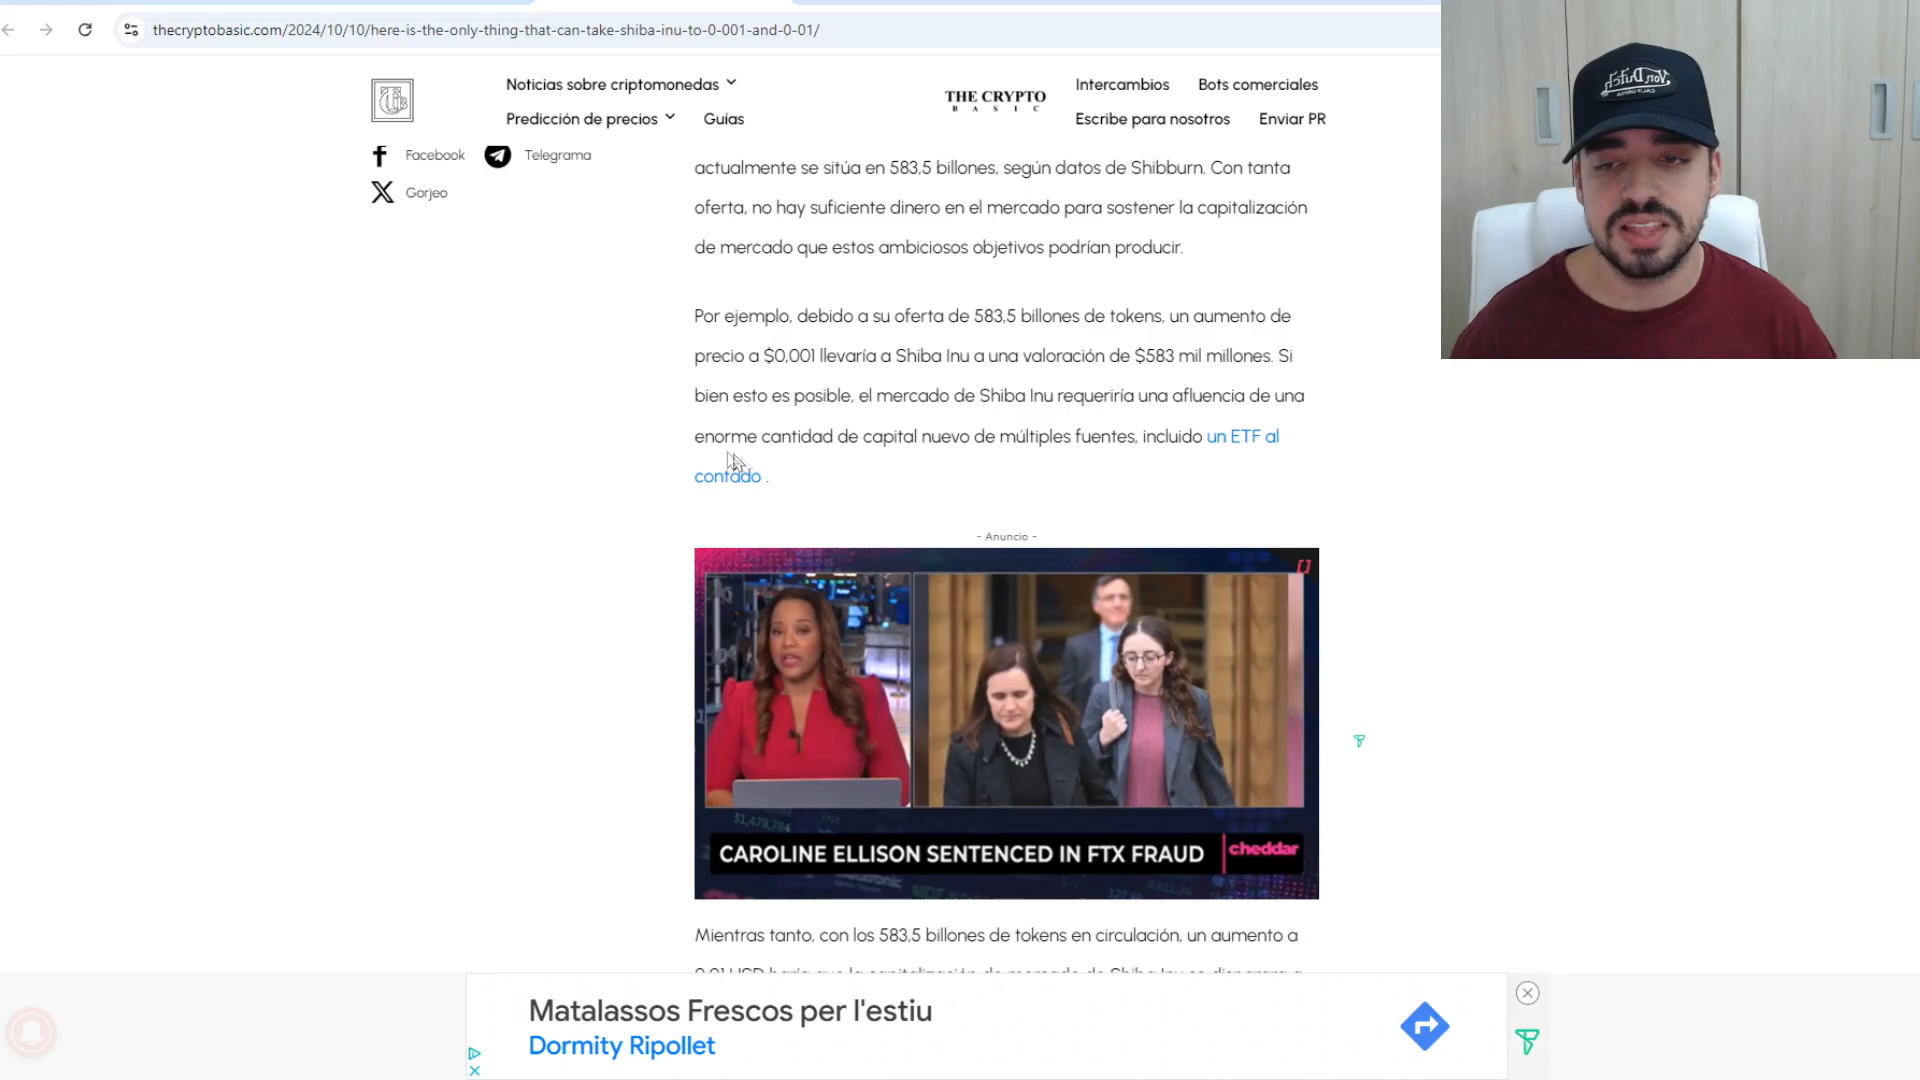 thecryptobasic.com/2024/10/10/here-is-the-only-thing-that-can-take-shiba-inu-to-0-001-and-0-01/
Noticias sobre criptomonedas
Predicción de precios
Guías
THE CRYPTO
BASIC
Intercambios
Bots comerciales
Escribe para nosotros
Enviar PR
Facebook
Telegrama
Gorjeo
actualmente se sitúa en 583,5 billones, según datos de Shibburn. Con tanta
oferta, no hay suficiente dinero en el mercado para sostener la capitalización
de mercado que estos ambiciosos objetivos podrían producir.
Por ejemplo, debido a su oferta de 583,5 billones de tokens, un aumento de
precio a $0,001 llevaría a Shiba Inu a una valoración de $583 mil millones. Si
bien esto es posible, el mercado de Shiba Inu requeriría una afluencia de una
enorme cantidad de capital nuevo de múltiples fuentes, incluido un ETF al
contado .
- Anuncio -
$1,479,784
CAROLINE ELLISON SENTENCED IN FTX FRAUD
cheddar
Mientras tanto, con los 583,5 billones de tokens en circulación, un aumento a
Matalassos Frescos per l'estiu
Dormity Ripollet